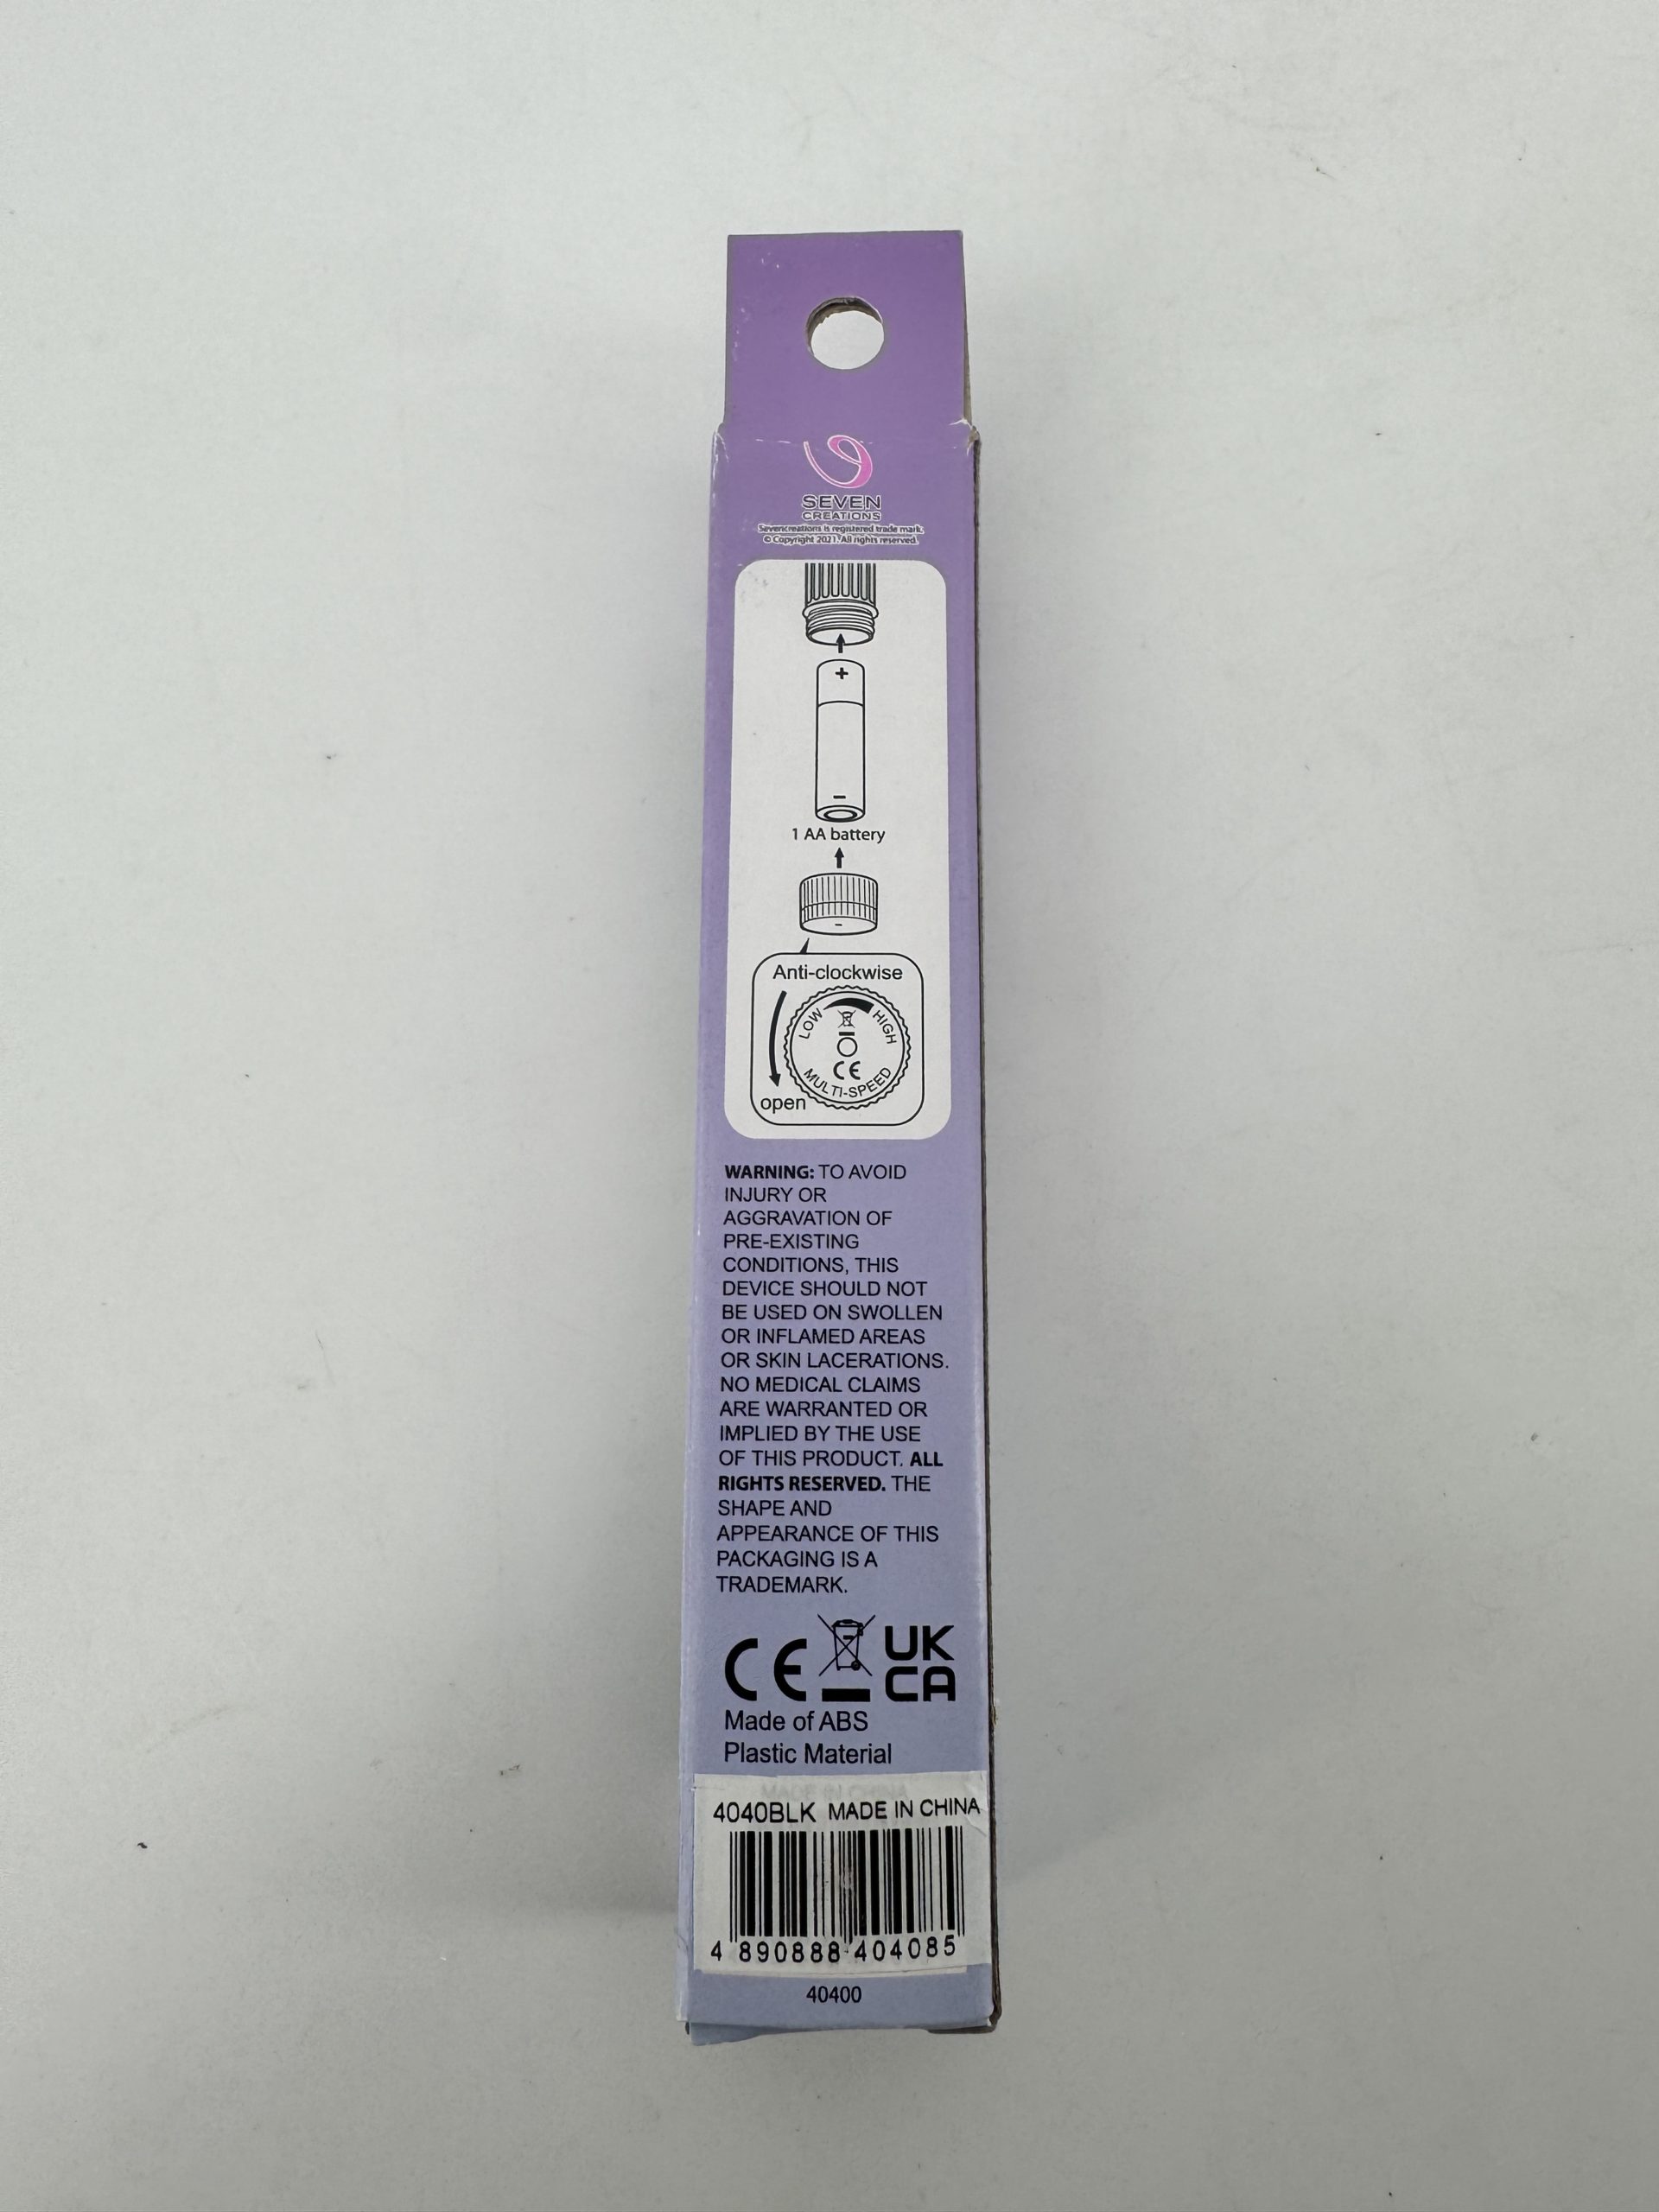 SEVEN
CREATIONS
Sevencreations is registered trade mark.
© Copyright 2021. All rights reserved.
+
-
1 AA battery
-
Anti-clockwise
LOW HIGH
CE
MULTI-SPEED
open
WARNING: TO AVOID
INJURY OR
AGGRAVATION OF
PRE-EXISTING
CONDITIONS, THIS
DEVICE SHOULD NOT
BE USED ON SWOLLEN
OR INFLAMED AREAS
OR SKIN LACERATIONS.
NO MEDICAL CLAIMS
ARE WARRANTED OR
IMPLIED BY THE USE
OF THIS PRODUCT. ALL
RIGHTS RESERVED. THE
SHAPE AND
APPEARANCE OF THIS
PACKAGING IS A
TRADEMARK.
CE UK
CA
Made of ABS
Plastic Material
MADE IN CHINA
4040BLK MADE IN CHINA
4 890888 404085
40400